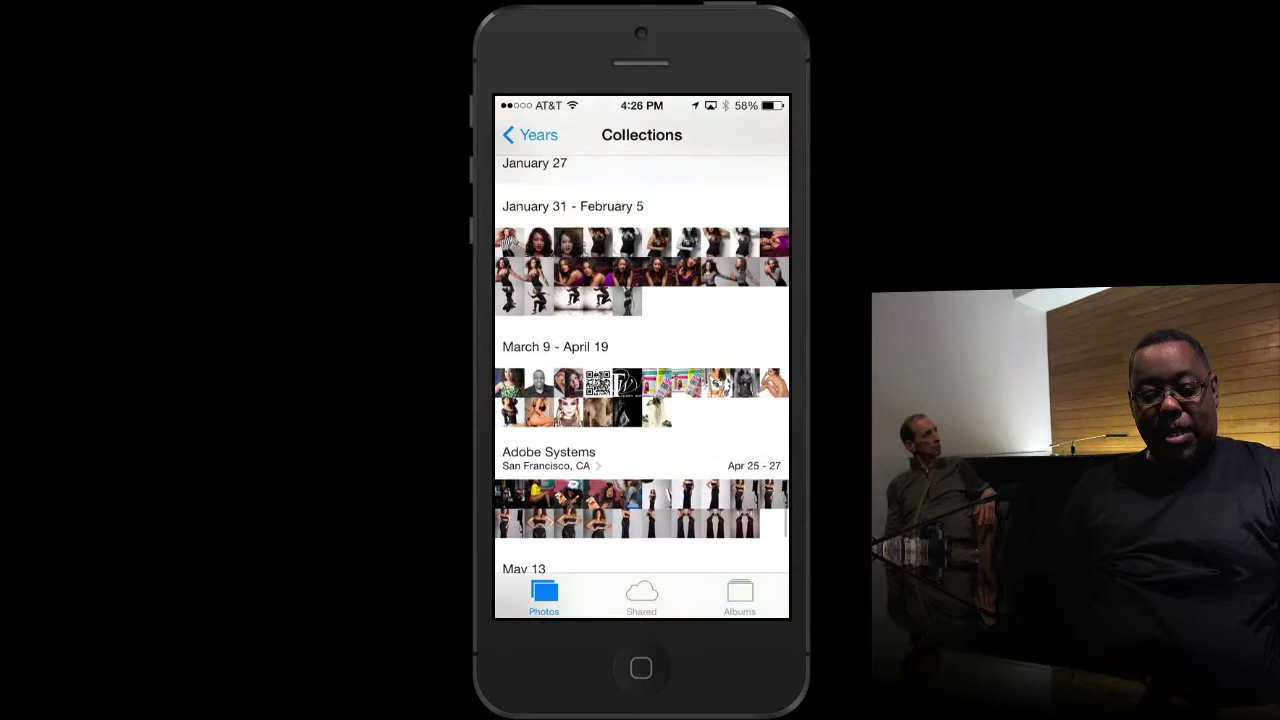 AT&T 4:26 PM 58%
Years Collections
January 27
January 31 - February 5
March 9 - April 19
Adobe Systems
San Francisco, CA Apr 25 - 27
May 13
Photos Shared Albums